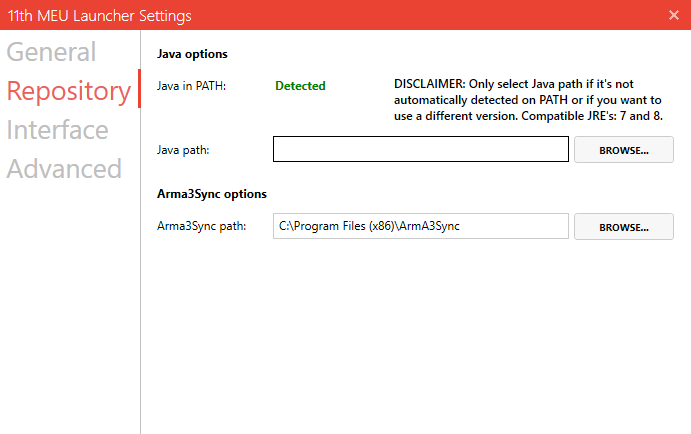 11th MEU Launcher Settings
General
Repository
Interface
Advanced
Java options
Java in PATH:
Detected
DISCLAIMER: Only select Java path if it's not
automatically detected on PATH or if you want to
use a different version. Compatible JRE's: 7 and 8.
Java path:
BROWSE...
Arma3Sync options
Arma3Sync path:
C:\Program Files (x86)\ArmA3Sync
BROWSE...